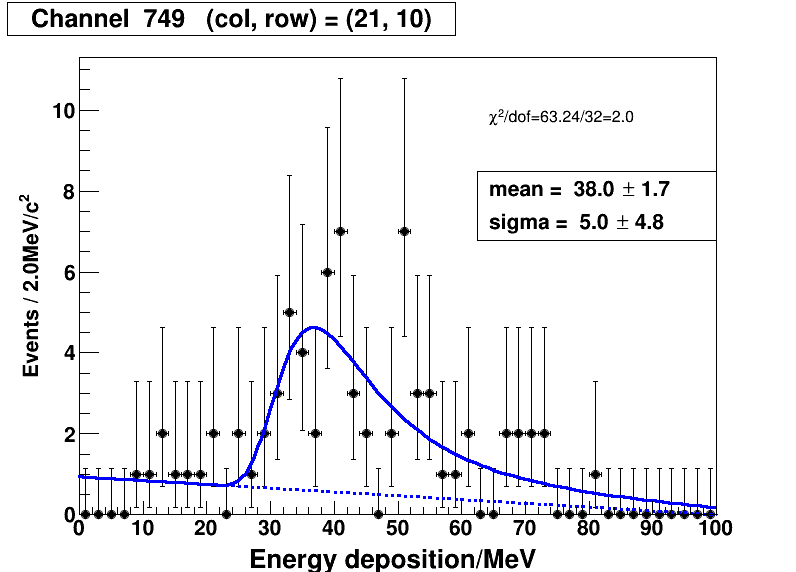 Channel  749   (col, row) = (21, 10)
χ²/dof=63.24/32=2.0
mean =  38.0 ± 1.7
sigma =  5.0 ± 4.8
Events / 2.0MeV/c²
10
8
6
4
2
0
0 10 20 30 40 50 60 70 80 90 100
Energy deposition/MeV